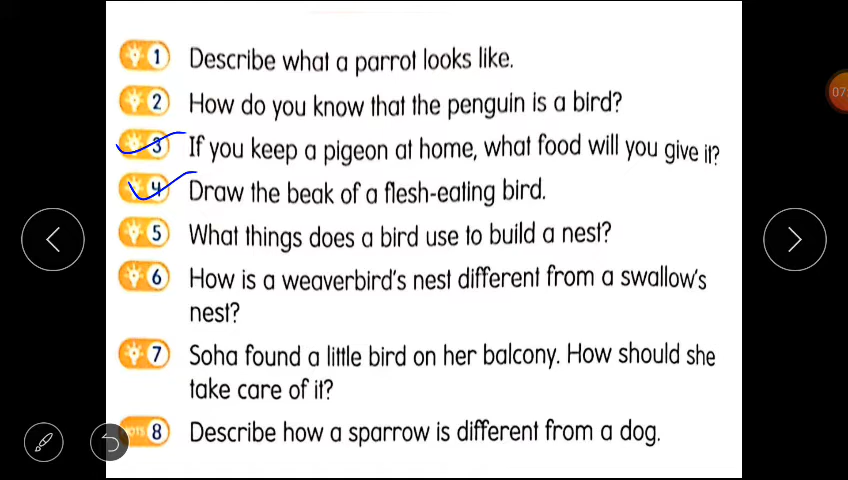 1 Describe what a parrot looks like.
2 How do you know that the penguin is a bird?
3 If you keep a pigeon at home, what food will you give it?
4 Draw the beak of a flesh-eating bird.
5 What things does a bird use to build a nest?
6 How is a weaverbird's nest different from a swallow's
nest?
7 Soha found a little bird on her balcony. How should she
take care of it?
8 Describe how a sparrow is different from a dog.